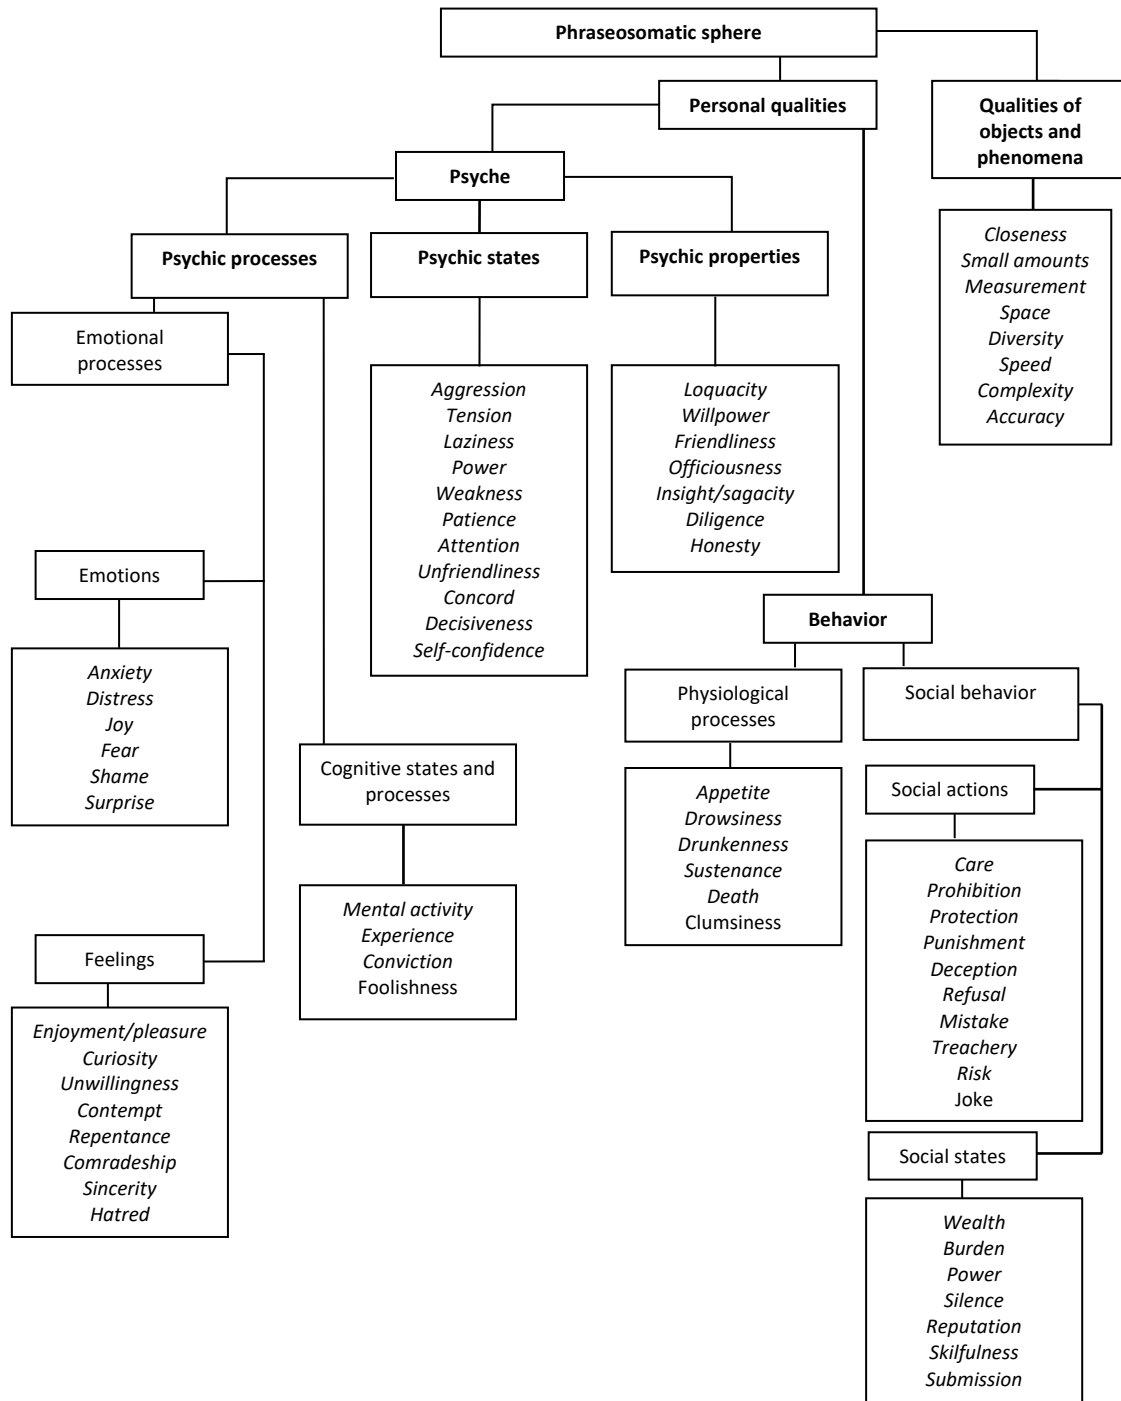 Phraseosomatic sphere
Personal qualities
Qualities of
objects and
phenomena
Psyche
Closeness
Small amounts
Measurement
Space
Diversity
Speed
Complexity
Accuracy
Psychic processes
Psychic states
Psychic properties
Emotional
processes
Aggression
Tension
Laziness
Power
Weakness
Patience
Attention
Unfriendliness
Concord
Decisiveness
Self-confidence
Loquacity
Willpower
Friendliness
Officiousness
Insight/sagacity
Diligence
Honesty
Emotions
Anxiety
Distress
Joy
Fear
Shame
Surprise
Behavior
Physiological
processes
Social behavior
Cognitive states and
processes
Appetite
Drowsiness
Drunkenness
Sustenance
Death
Clumsiness
Social actions
Care
Prohibition
Protection
Punishment
Deception
Refusal
Mistake
Treachery
Risk
Joke
Mental activity
Experience
Conviction
Foolishness
Feelings
Enjoyment/pleasure
Curiosity
Unwillingness
Contempt
Repentance
Comradeship
Sincerity
Hatred
Social states
Wealth
Burden
Power
Silence
Reputation
Skilfulness
Submission